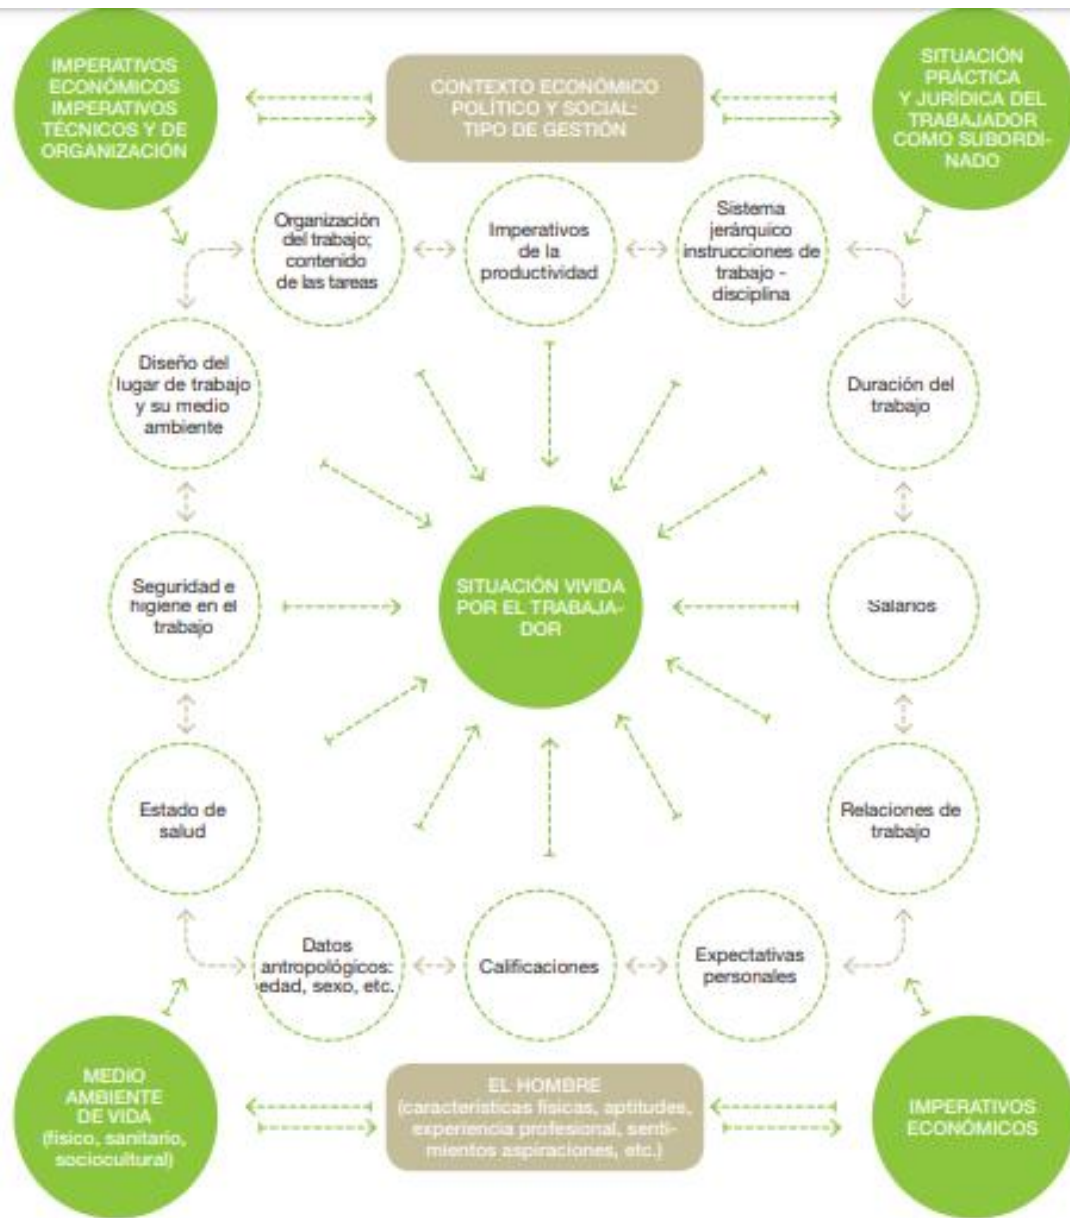 IMPERATIVOS
ECONÓMICOS
IMPERATIVOS
TÉCNICOS Y DE
ORGANIZACIÓN
CONTEXTO ECONÓMICO
POLÍTICO Y SOCIAL:
TIPO DE GESTIÓN
SITUACIÓN
PRÁCTICA
Y JURÍDICA DEL
TRABAJADOR
COMO SUBORDI-
NADO
Organización
del trabajo;
contenido
de las tareas
Imperativos
de la
productividad
Sistema
jerárquico
instrucciones de
trabajo -
disciplina
Diseño del
lugar de trabajo
y su medio
ambiente
Duración del
trabajo
Seguridad e
higiene en el
trabajo
SITUACIÓN VIVIDA
POR EL TRABAJA-
DOR
Salarios
Estado de
salud
Relaciones de
trabajo
Datos
antropológicos:
edad, sexo, etc.
Calificaciones
Expectativas
personales
MEDIO
AMBIENTE
DE VIDA
(físico, sanitario,
sociocultural)
EL HOMBRE
(características físicas, aptitudes,
experiencia profesional, senti-
mientos aspiraciones, etc.)
IMPERATIVOS
ECONÓMICOS